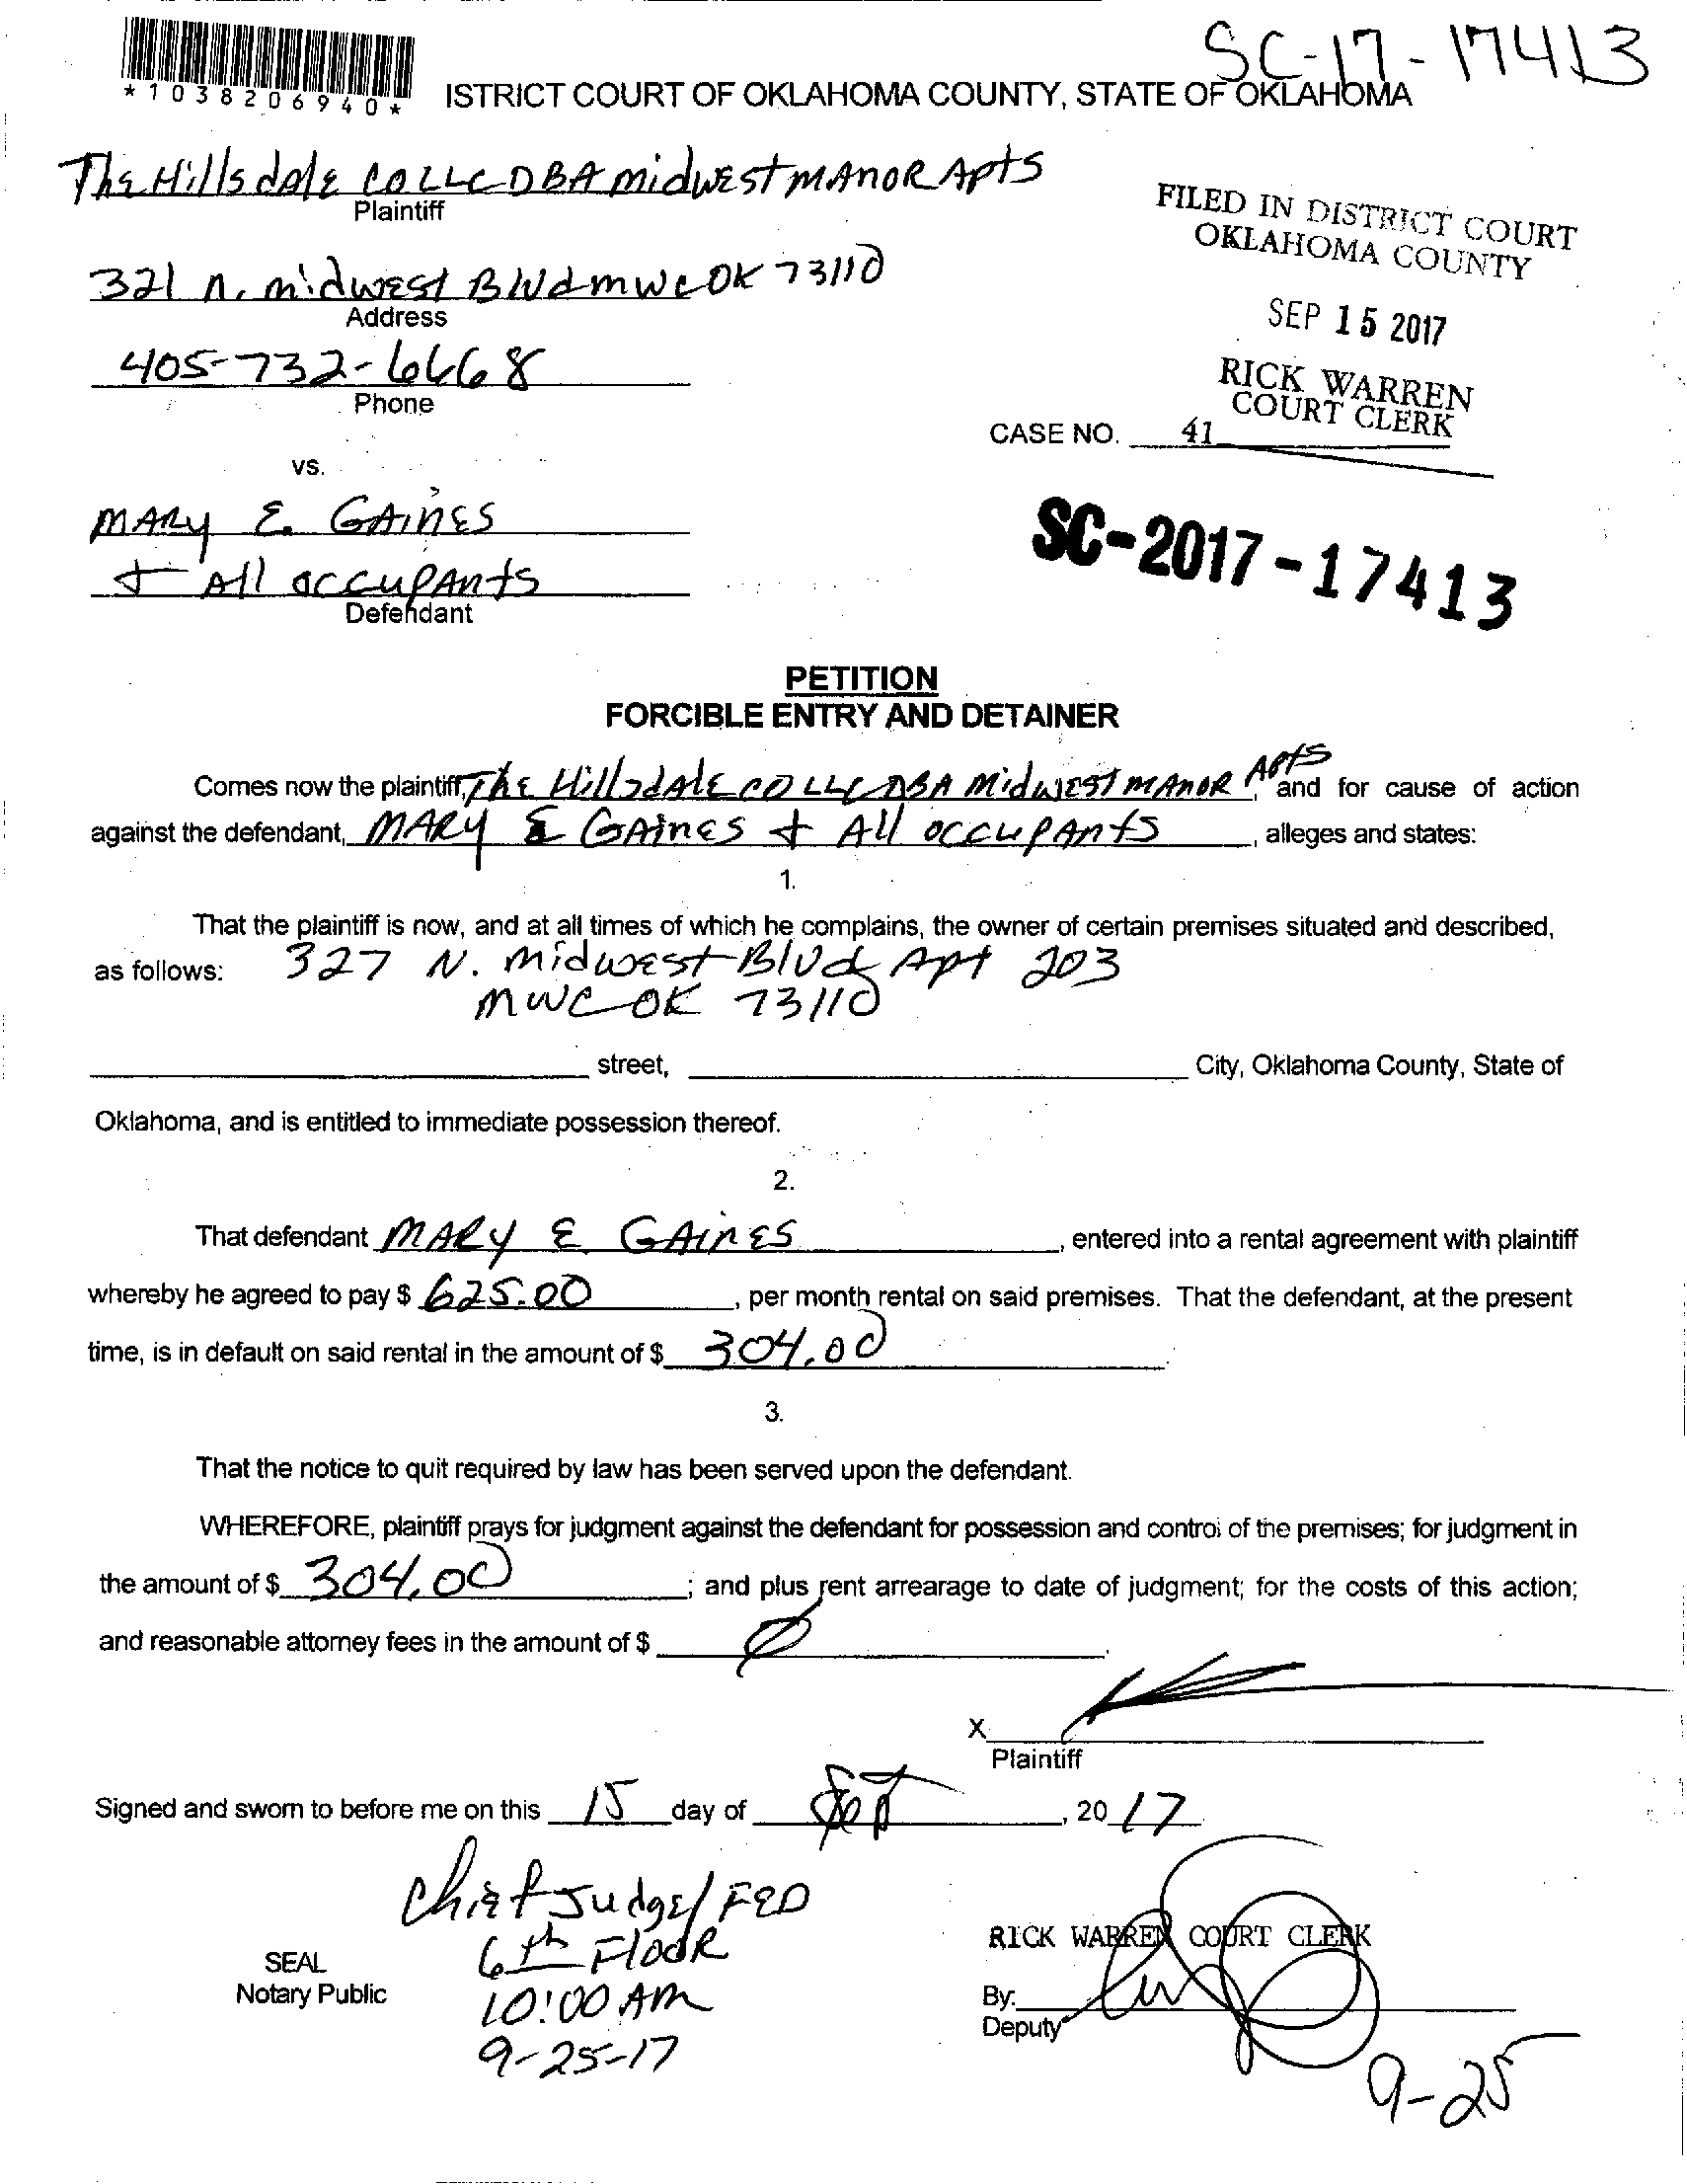 SC-17-17413
*1038206940*
ISTRICT COURT OF OKLAHOMA COUNTY, STATE OF OKLAHOMA
The Hillsdale CO LLC DBA midwest MANOR Apts
Plaintiff
FILED IN DISTRICT COURT
OKLAHOMA COUNTY
321 N. midwest Blvd mwc OK 73110
Address
SEP 15 2017
405-732-6668
Phone
RICK WARREN
COURT CLERK
CASE NO. 41
vs.
MARY E. GAINES
+ All occupants
Defendant
SC-2017-17413
PETITION
FORCIBLE ENTRY AND DETAINER
Comes now the plaintiff, The HillsdAle CO LLC DBA Midwest MANOR Apts, and for cause of action
against the defendant, MARY E GAines + All occupants, alleges and states:
1.
That the plaintiff is now, and at all times of which he complains, the owner of certain premises situated and described,
as follows: 327 N. midwest Blvd Apt 203
mwc OK 73110
street, City, Oklahoma County, State of
Oklahoma, and is entitled to immediate possession thereof.
2.
That defendant MARY E GAINES, entered into a rental agreement with plaintiff
whereby he agreed to pay $ 625.00, per month rental on said premises. That the defendant, at the present
time, is in default on said rental in the amount of $ 304.00
3.
That the notice to quit required by law has been served upon the defendant.
WHEREFORE, plaintiff prays for judgment against the defendant for possession and control of the premises; for judgment in
the amount of $ 304.00; and plus rent arrearage to date of judgment; for the costs of this action;
and reasonable attorney fees in the amount of $ Ø.
X
Plaintiff
Signed and sworn to before me on this 15 day of Sep, 20 17
Chief Judge/ FED
6th Floor
10:00 AM
9-25-17
SEAL
Notary Public
RICK WARREN COURT CLERK
By:
Deputy
9-25